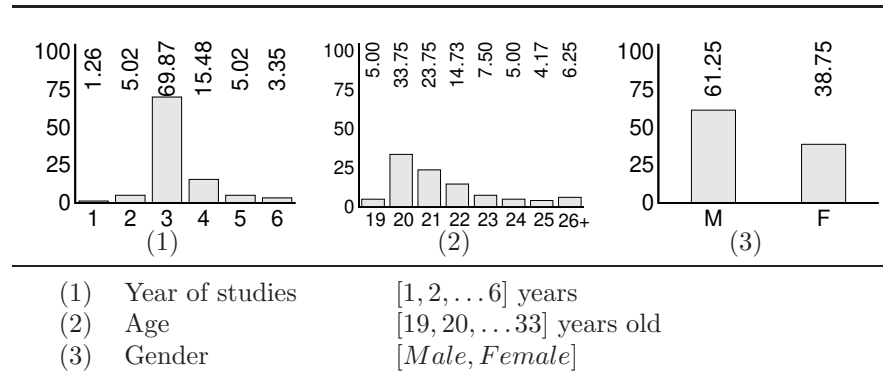 100 75 50 25 0
1.26 5.02 69.87 15.48 5.02 3.35
1 2 3 4 5 6
(1)
100 75 50 25 0
5.00 33.75 23.75 14.73 7.50 5.00 4.17 6.25
19 20 21 22 23 24 25 26+
(2)
100 75 50 25 0
61.25 38.75
M F
(3)
(1) Year of studies [1, 2, . . . 6] years
(2) Age [19, 20, . . . 33] years old
(3) Gender [Male, Female]